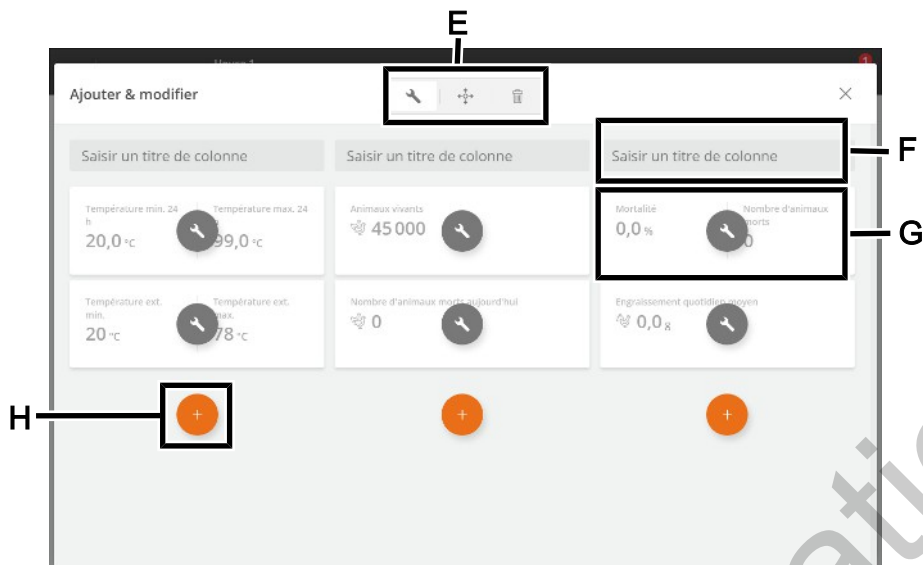 E
1
Ajouter & modifier
Saisir un titre de colonne
Saisir un titre de colonne
Saisir un titre de colonne
F
Température min. 24
h
20,0 °C
Température max. 24
99,0 °C
Animaux vivants
45 000
Mortalité
0,0 %
Nombre d'animaux
morts
0
G
Température ext.
min.
20 °C
Température ext.
max.
78 °C
Nombre d'animaux morts aujourd'hui
0
Engraissement quotidien moyen
0,0 g
H
+
+
+